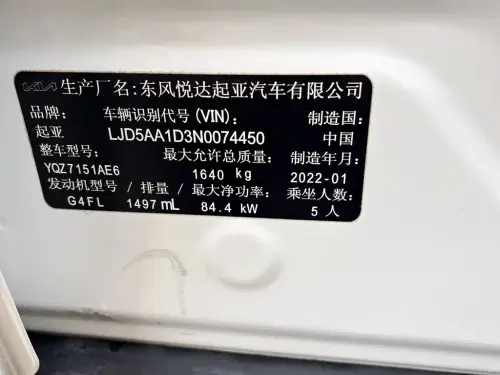 KIA 生产厂名:东风悦达起亚汽车有限公司
品牌: 车辆识别代号(VIN): 制造国:
起亚 LJD5AA1D3N0074450 中国
整车型号: 最大允许总质量: 制造年月:
YQZ7151AE6 1640 kg 2022-01
发动机型号/排量/最大净功率: 乘坐人数:
G4FL 1497 mL 84.4 kW 5 人